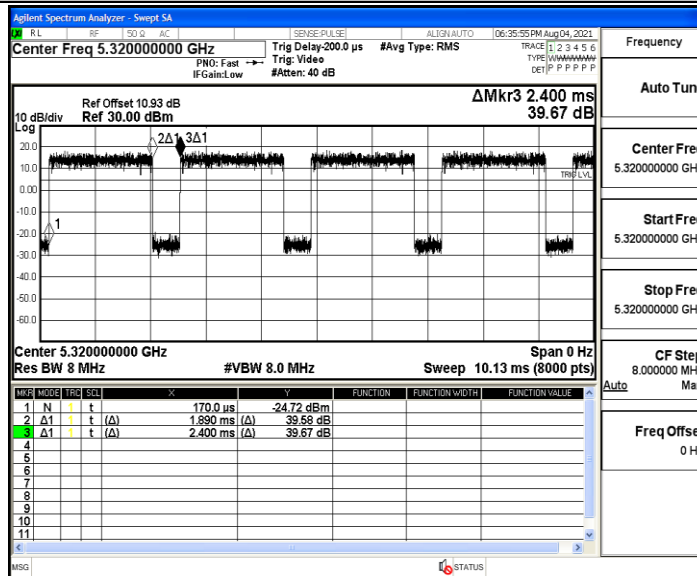 Agilent Spectrum Analyzer - Swept SA
RL RF 50 Ω AC SENSE:PULSE ALIGN AUTO 06:35:55 PM Aug 04, 2021
Center Freq 5.320000000 GHz
PNO: Fast
IFGain:Low
Trig Delay-200.0 µs
Trig: Video
#Atten: 40 dB
#Avg Type: RMS
TRACE 1 2 3 4 5 6
TYPE
DET P P P P P P
Ref Offset 10.93 dB
10 dB/div Ref 30.00 dBm
ΔMkr3 2.400 ms
39.67 dB
Log
20.0
10.0
0.00
-10.0
-20.0
-30.0
-40.0
-50.0
-60.0
1
2Δ1
3Δ1
TRIG LVL
Center 5.320000000 GHz Span 0 Hz
Res BW 8 MHz #VBW 8.0 MHz Sweep 10.13 ms (8000 pts)
MKR MODE TRC SCL X Y FUNCTION FUNCTION WIDTH FUNCTION VALUE
1 N 1 t 170.0 µs -24.72 dBm
2 Δ1 1 t (Δ) 1.890 ms (Δ) 39.58 dB
3 Δ1 1 t (Δ) 2.400 ms (Δ) 39.67 dB
4
5
6
7
8
9
10
11
MSG STATUS
Frequency
Auto Tun
Center Fre
5.320000000 GH
Start Fre
5.320000000 GH
Stop Fre
5.320000000 GH
CF Step
8.000000 MH
Auto Ma
Freq Offse
0 H